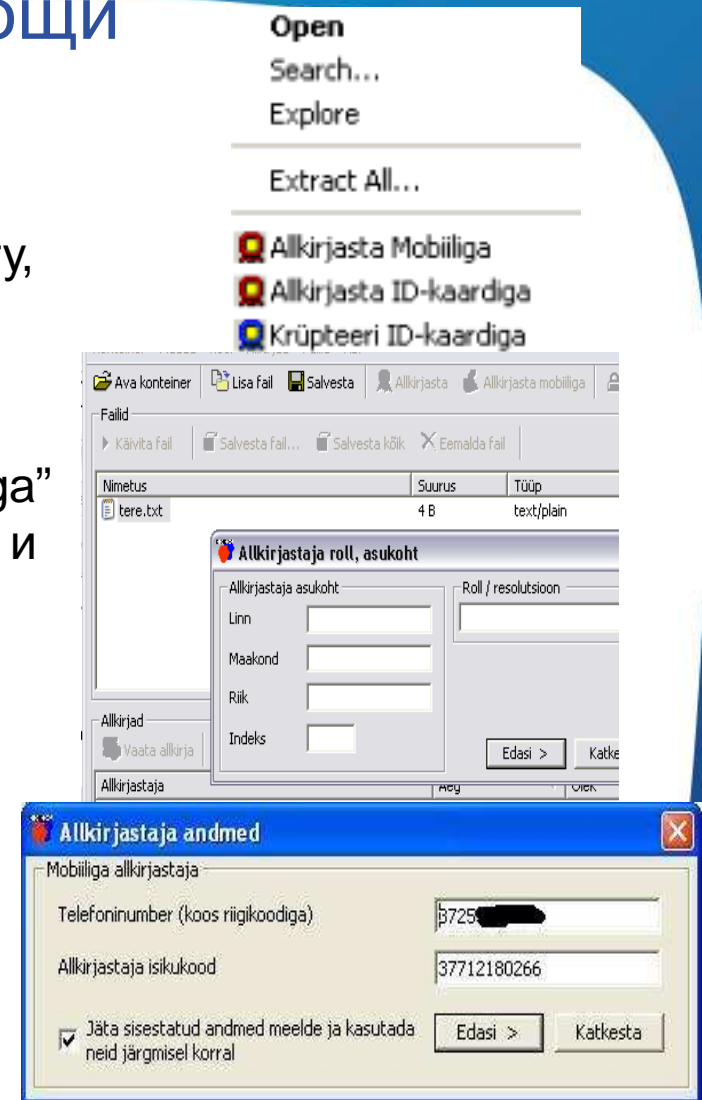 ощи
Open
Search...
Explore
Extract All...
у,
Allkirjasta Mobiiliga
Allkirjasta ID-kaardiga
Krüpteeri ID-kaardiga
Ava konteiner Lisa fail Salvesta Allkirjasta Allkirjasta mobiiliga
Failid
Käivita fail Salvesta fail... Salvesta kõik Eemalda fail
ga”
Nimetus Suurus Tüüp
tere.txt 4 B text/plain
и
Allkirjastaja roll, asukoht
Allkirjastaja asukoht Roll / resolutsioon
Linn
Maakond
Riik
Indeks
Allkirjad
Vaata allkirja
Edasi > Katke
Allkirjastaja Aeg Olek
Allkirjastaja andmed
Mobiiliga allkirjastaja
Telefoninumber (koos riigikoodiga) 3725
Allkirjastaja isikukood 37712180266
Jäta sisestatud andmed meelde ja kasutada
neid järgmisel korral
Edasi > Katkesta